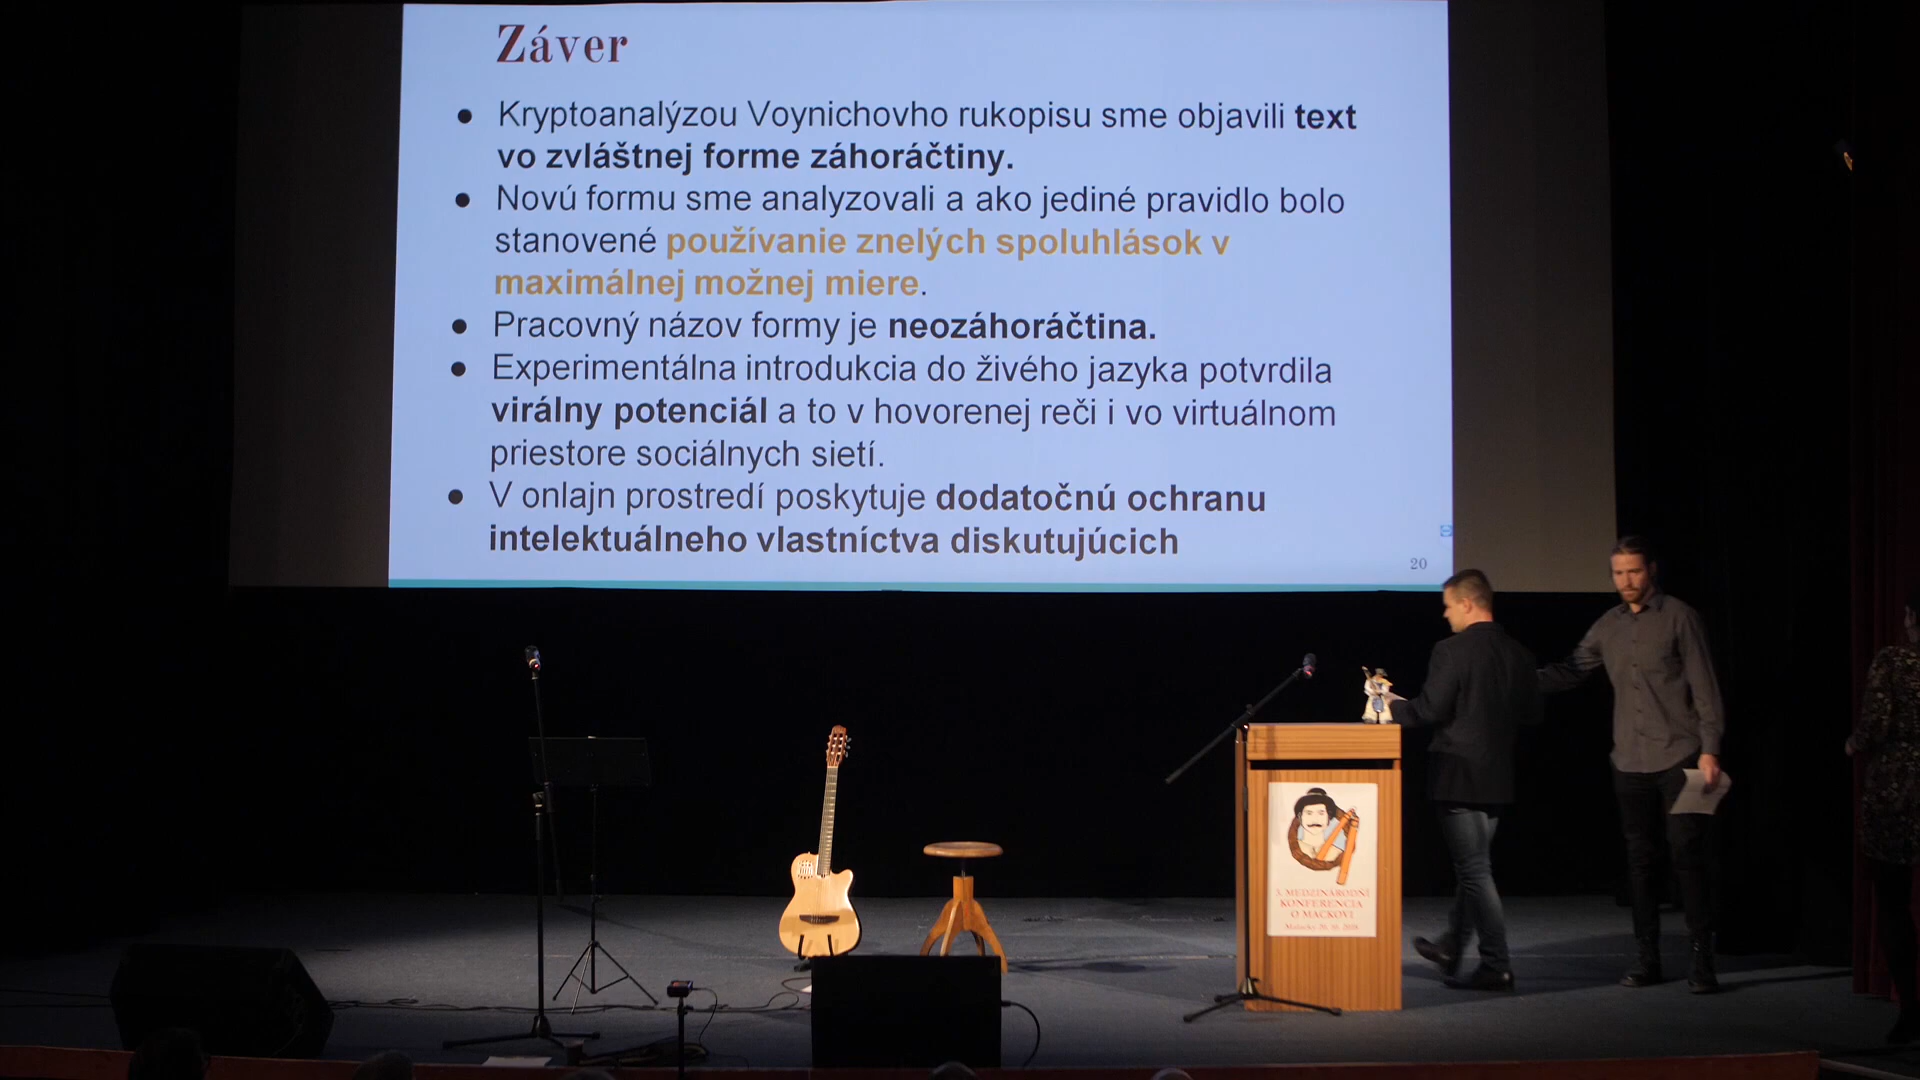 Záver
● Kryptoanalýzou Voynichovho rukopisu sme objavili text
vo zvláštnej forme záhoráčtiny.
● Novú formu sme analyzovali a ako jediné pravidlo bolo
stanovené používanie znelých spoluhlások v
maximálnej možnej miere.
● Pracovný názov formy je neozáhoráčtina.
● Experimentálna introdukcia do živého jazyka potvrdila
virálny potenciál a to v hovorenej reči i vo virtuálnom
priestore sociálnych sietí.
● V onlajn prostredí poskytuje dodatočnú ochranu
intelektuálneho vlastníctva diskutujúcich
20
3. MEDZINÁRODŇÍ
KONFERENCIA
O MACKOVI